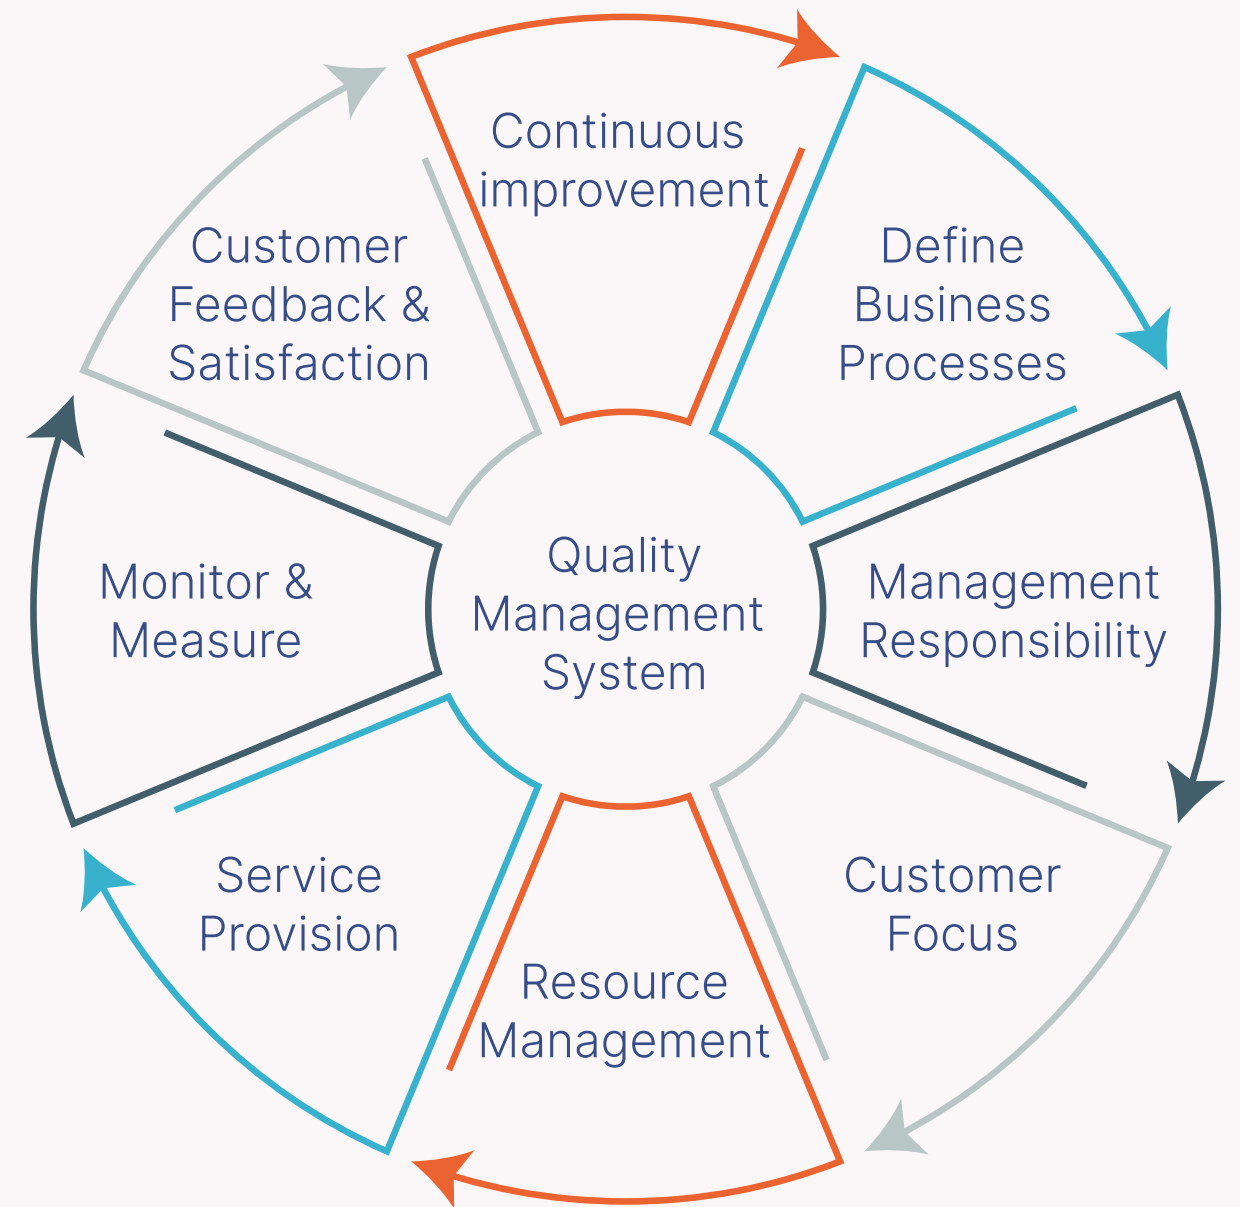 Continuous
improvement
Define
Business
Processes
Management
Responsibility
Customer
Focus
Resource
Management
Service
Provision
Monitor &
Measure
Customer
Feedback &
Satisfaction
Quality
Management
System